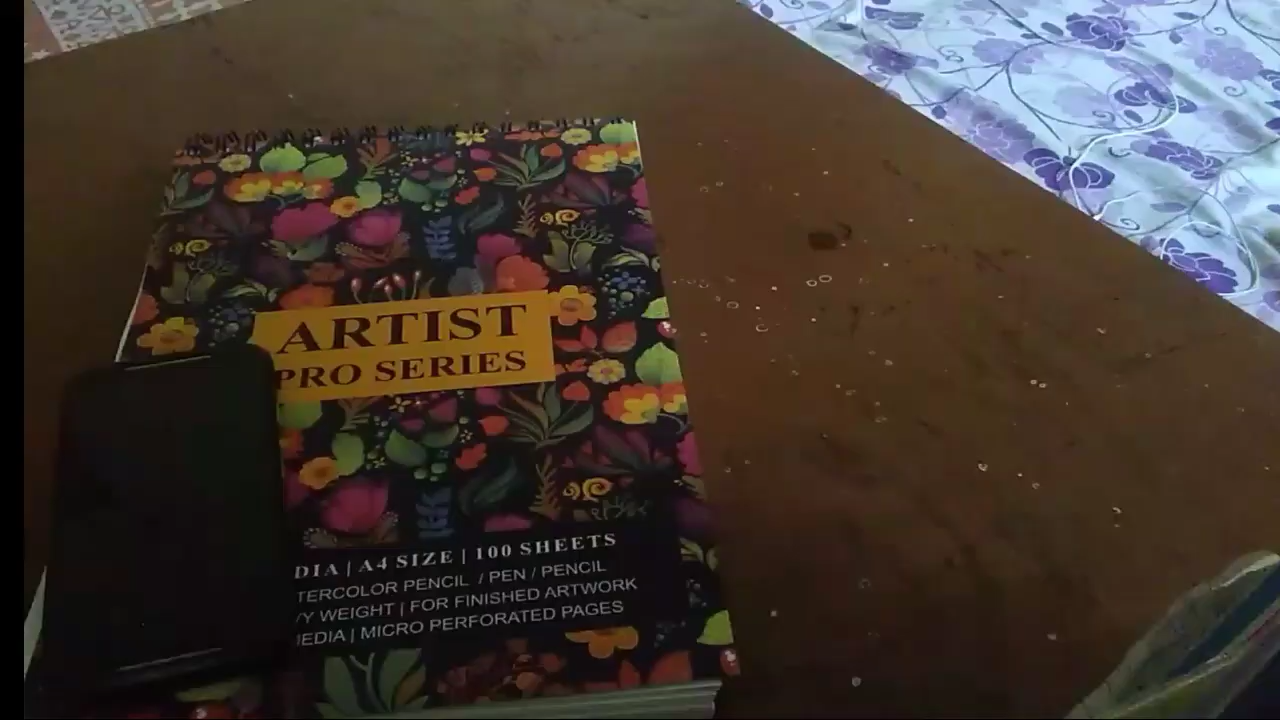 ARTIST
PRO SERIES
DIA | A4 SIZE | 100 SHEETS
TERCOLOR PENCIL / PEN / PENCIL
VY WEIGHT | FOR FINISHED ARTWORK
MEDIA | MICRO PERFORATED PAGES